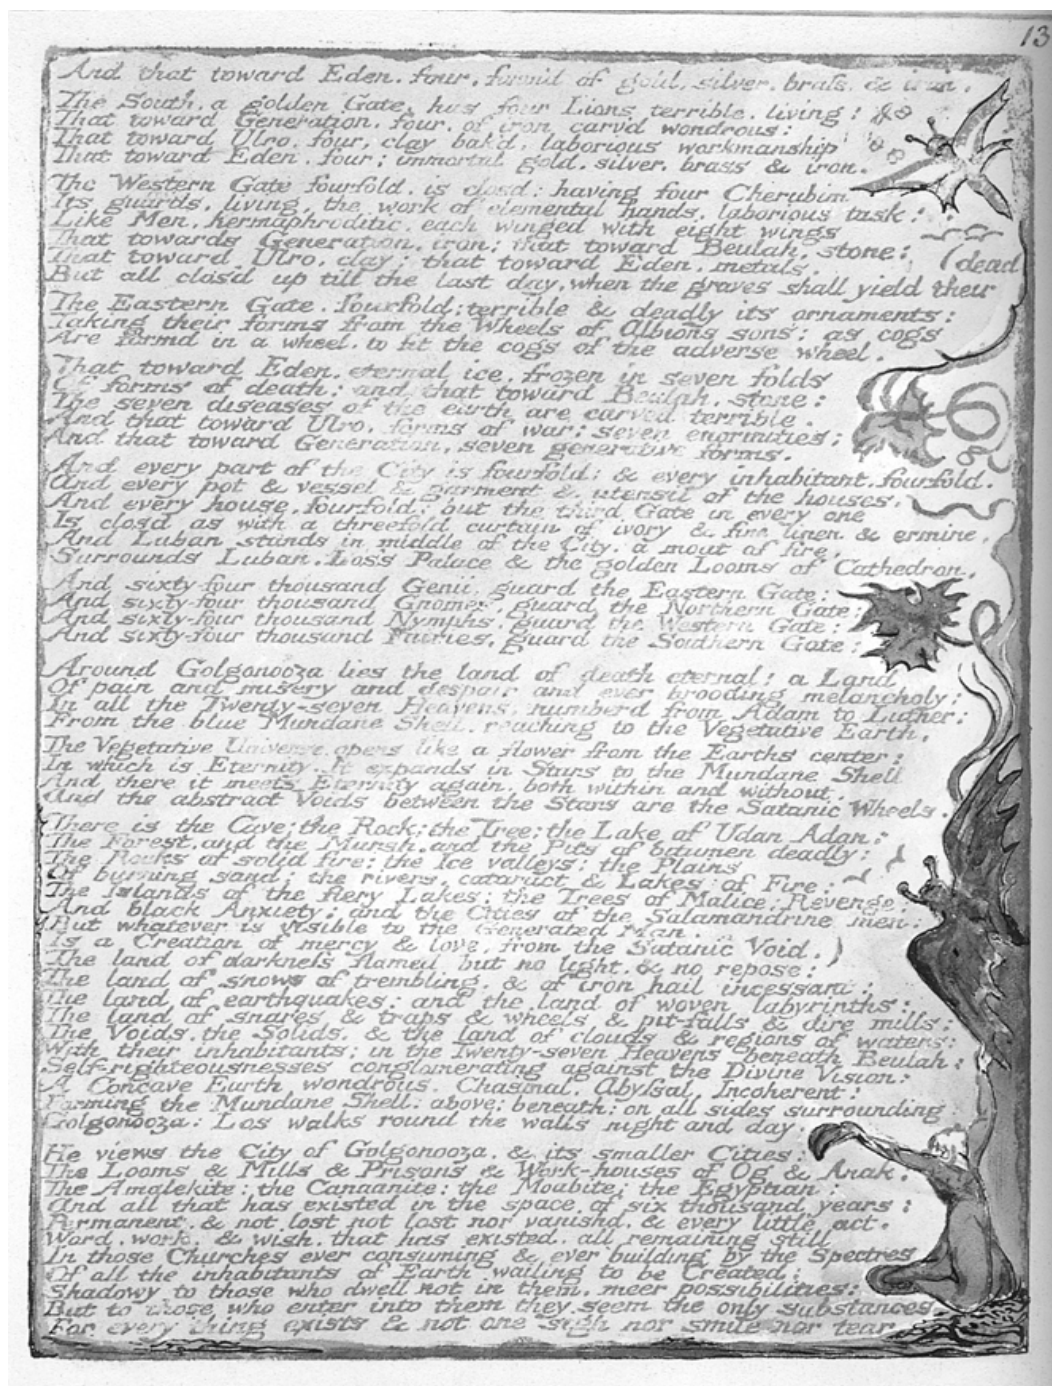 13
And that toward Eden, four, form'd of gold, silver, brass, & iron.
The South, a golden Gate, has four Lions terrible, living:
That toward Generation, four, of iron carv'd wondrous:
That toward Ulro, four, clay bak'd, laborious workmanship
That toward Eden, four; immortal gold, silver, brass & iron.
The Western Gate fourfold, is closd: having four Cherubim
Its guards, living, the work of elemental hands, laborious task:
Like Men, hermaphroditic, each winged with eight wings
That towards Generation, iron; that toward Beulah, stone;
That toward Ulro, clay: that toward Eden, metals.
But all clos'd up till the last day, when the graves shall yield their (dead
The Eastern Gate, fourfold: terrible & deadly its ornaments:
Taking their forms from the Wheels of Albions sons; as cogs
Are formd in a wheel, to fit the cogs of the adverse wheel.
That toward Eden, eternal ice, frozen in seven folds
Of forms of death: and that toward Beulah, stone:
The seven diseases of the earth are carved terrible.
And that toward Ulro, forms of war: seven enormities:
And that toward Generation, seven generative forms.
And every part of the City is fourfold; & every inhabitant, fourfold.
And every pot & vessel & garment & utensil of the houses,
And every house, fourfold; but the third Gate in every one
Is closd as with a threefold curtain of ivory & fine linen & ermine.
And Luban stands in middle of the City, a moat of fire,
Surrounds Luban, Los's Palace & the golden Looms of Cathedron.
And sixty-four thousand Genii, guard the Eastern Gate:
And sixty-four thousand Gnomes, guard the Northern Gate:
And sixty-four thousand Nymphs, guard the Western Gate:
And sixty-four thousand Fairies, guard the Southern Gate:
Around Golgonooza lies the land of death eternal; a Land
Of pain and misery and despair and ever brooding melancholy:
In all the Twenty-seven Heavens, numberd from Adam to Luther;
From the blue Mundane Shell, reaching to the Vegetative Earth.
The Vegetative Universe, opens like a flower from the Earths center:
In which is Eternity. It expands in Stars to the Mundane Shell
And there it meets Eternity again, both within and without,
And the abstract Voids between the Stars are the Satanic Wheels.
There is the Cave; the Rock; the Tree; the Lake of Udan Adan;
The Forest, and the Marsh, and the Pits of bitumen deadly:
The Rocks of solid fire: the Ice valleys: the Plains
Of burning sand: the rivers, cataract & Lakes of Fire:
The Islands of the fiery Lakes: the Trees of Malice: Revenge:
And black Anxiety; and the Cities of the Salamandrine men:
(But whatever is visible to the Generated Man,
Is a Creation of mercy & love, from the Satanic Void.)
The land of darkness flamed but no light, & no repose:
The land of snows of trembling, & of iron hail incessant:
The land of earthquakes: and the land of woven labyrinths:
The land of snares & traps & wheels & pit-falls & dire mills:
The Voids, the Solids, & the land of clouds & regions of waters:
With their inhabitants: in the Twenty-seven Heavens beneath Beulah:
Self-righteousnesses conglomerating against the Divine Vision:
A Concave Earth wondrous, Chasmal, Abyssal, Incoherent:
Forming the Mundane Shell: above; beneath: on all sides surrounding
Golgonooza: Los walks round the walls night and day.
He views the City of Golgonooza, & its smaller Cities:
The Looms & Mills & Prisons & Work-houses of Og & Anak:
The Amalekite: the Canaanite: the Moabite: the Egyptian:
And all that has existed in the space of six thousand years:
Permanent, & not lost not lost nor vanishd, & every little act,
Word, work, & wish, that has existed, all remaining still
In those Churches ever consuming & ever building by the Spectres
Of all the inhabitants of Earth wailing to be Created:
Shadowy to those who dwell not in them, meer possibilities:
But to those who enter into them they seem the only substances
For every thing exists & not one sigh nor smile nor tear,